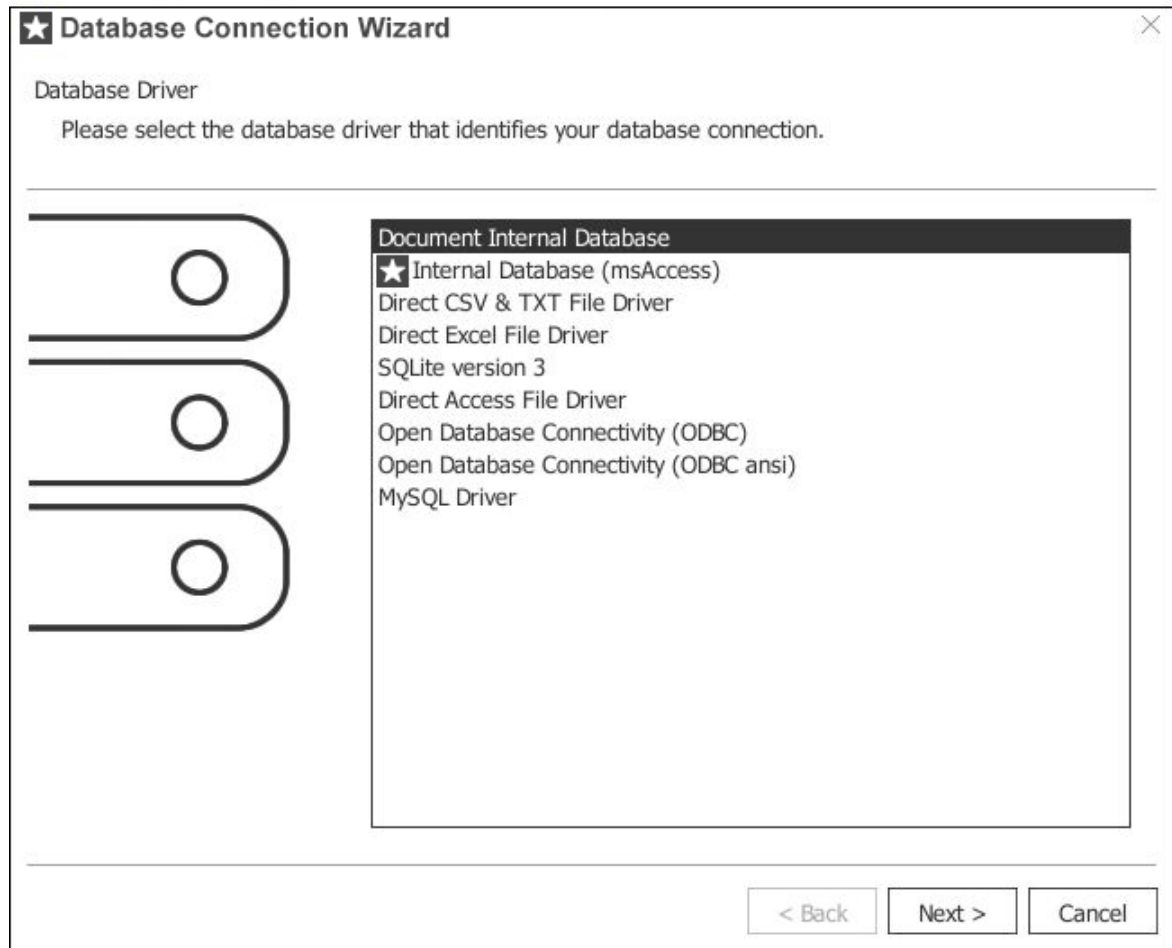 Database Connection Wizard
Database Driver
Please select the database driver that identifies your database connection.
Document Internal Database
Internal Database (msAccess)
Direct CSV & TXT File Driver
Direct Excel File Driver
SQLite version 3
Direct Access File Driver
Open Database Connectivity (ODBC)
Open Database Connectivity (ODBC ansi)
MySQL Driver
< Back Next > Cancel